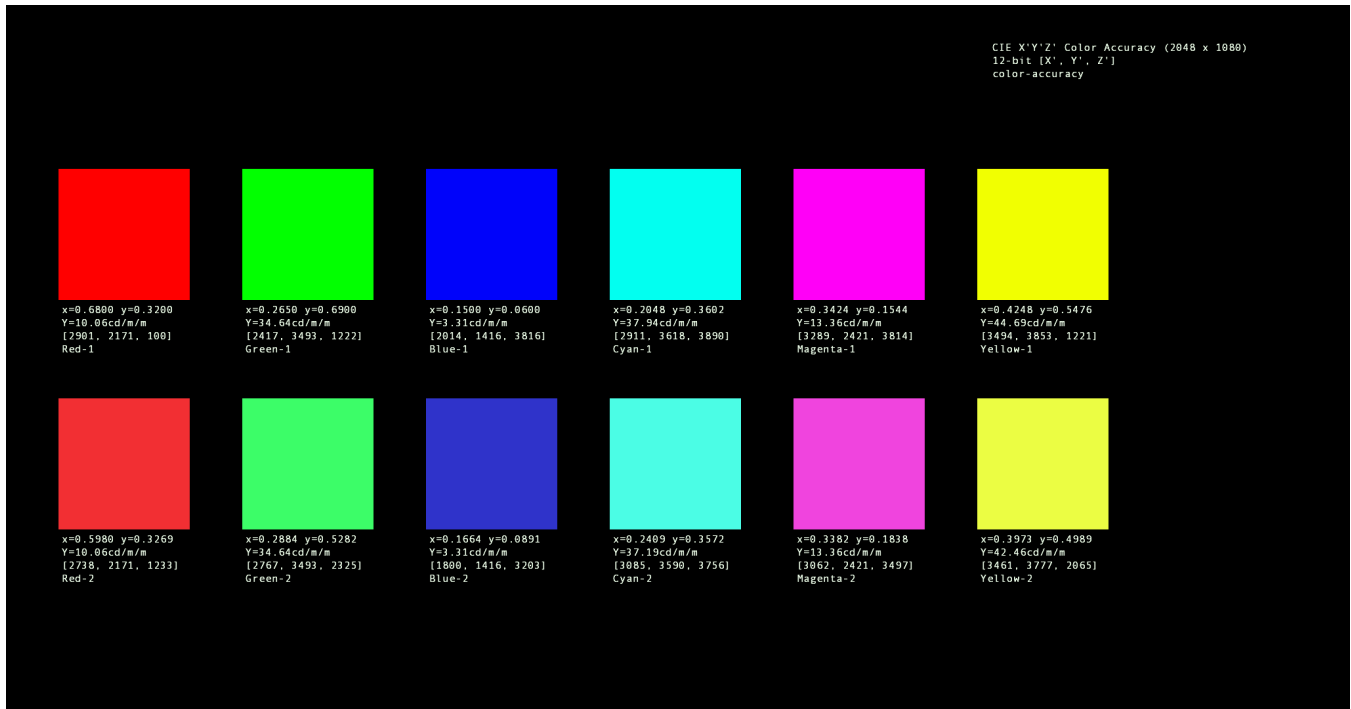 CIE X'Y'Z' Color Accuracy (2048 x 1080)
12-bit [X', Y', Z']
color-accuracy
x=0.6800 y=0.3200
Y=10.06cd/m/m
[2901, 2171, 100]
Red-1
x=0.2650 y=0.6900
Y=34.64cd/m/m
[2417, 3493, 1222]
Green-1
x=0.1500 y=0.0600
Y=3.31cd/m/m
[2014, 1416, 3816]
Blue-1
x=0.2048 y=0.3602
Y=37.94cd/m/m
[2911, 3618, 3890]
Cyan-1
x=0.3424 y=0.1544
Y=13.36cd/m/m
[3289, 2421, 3814]
Magenta-1
x=0.4248 y=0.5476
Y=44.69cd/m/m
[3494, 3853, 1221]
Yellow-1
x=0.5980 y=0.3269
Y=10.06cd/m/m
[2738, 2171, 1233]
Red-2
x=0.2884 y=0.5282
Y=34.64cd/m/m
[2767, 3493, 2325]
Green-2
x=0.1664 y=0.0891
Y=3.31cd/m/m
[1800, 1416, 3203]
Blue-2
x=0.2409 y=0.3572
Y=37.19cd/m/m
[3085, 3590, 3756]
Cyan-2
x=0.3382 y=0.1838
Y=13.36cd/m/m
[3062, 2421, 3497]
Magenta-2
x=0.3973 y=0.4989
Y=42.46cd/m/m
[3461, 3777, 2065]
Yellow-2